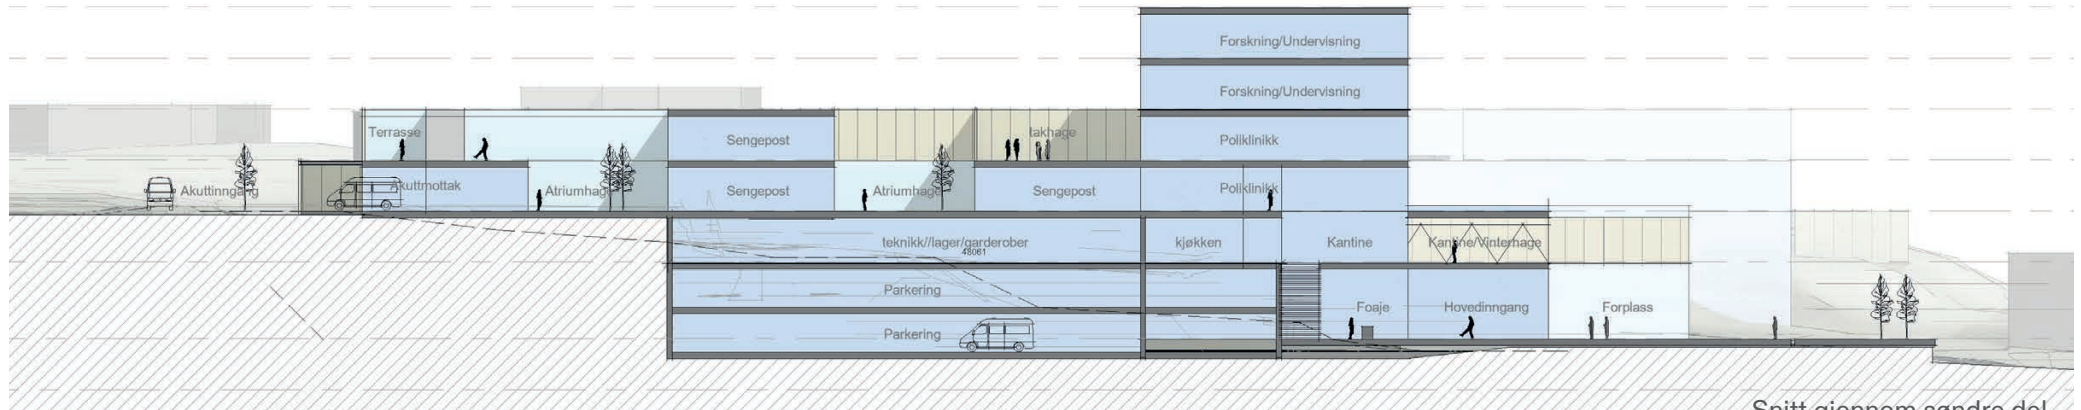 Forskning/Undervisning
Forskning/Undervisning
Terrasse
Sengepost
takhage
Poliklinikk
Akuttinngang
Akuttmottak
Atriumhage
Sengepost
Atriumhage
Sengepost
Poliklinikk
teknikk//lager/garderober
48061
kjøkken
Kantine
Kantine/Vinterhage
Parkering
Foaje
Hovedinngang
Forplass
Parkering
Snitt gjennom søndre del